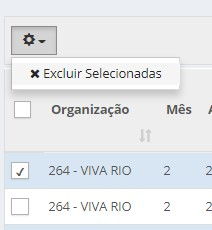 Excluir Selecionadas
Organização Mês
264 - VIVA RIO 2
264 - VIVA RIO 2